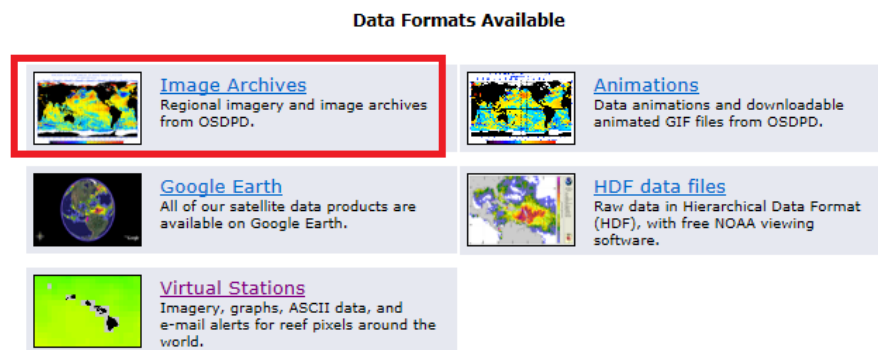 Data Formats Available
Image Archives
Regional imagery and image archives
from OSDPD.
Animations
Data animations and downloadable
animated GIF files from OSDPD.
Google Earth
All of our satellite data products are
available on Google Earth.
HDF data files
Raw data in Hierarchical Data Format
(HDF), with free NOAA viewing
software.
Virtual Stations
Imagery, graphs, ASCII data, and
e-mail alerts for reef pixels around the
world.